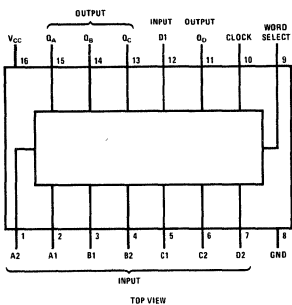 OUTPUT INPUT OUTPUT WORD
VCC QA QB QC D1 QD CLOCK SELECT
16 15 14 13 12 11 10 9
1 2 3 4 5 6 7 8
A2 A1 B1 B2 C1 C2 D2 GND
INPUT
TOP VIEW